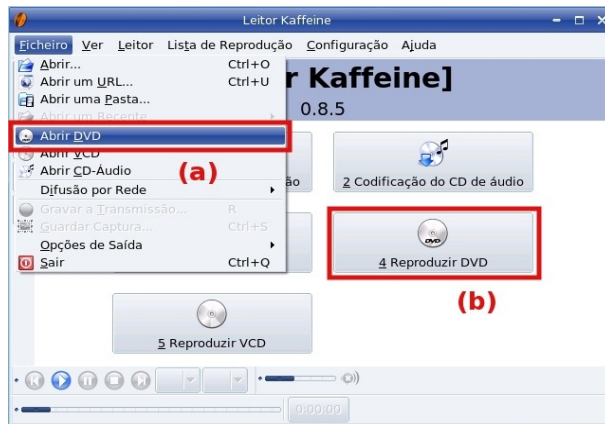 Leitor Kaffeine
Ficheiro Ver Leitor Lista de Reprodução Configuração Ajuda
r Kaffeine]
0.8.5
Abrir... Ctrl+O
Abrir um URL... Ctrl+U
Abrir uma Pasta...
Abrir um Recente
Abrir DVD
Abrir VCD
Abrir CD-Áudio
Difusão por Rede
Gravar a Transmissão... R
Guardar Captura... Ctrl+S
Opções de Saída
Sair Ctrl+Q
(a)
ão
2 Codificação do CD de áudio
DVD
4 Reproduzir DVD
(b)
5 Reproduzir VCD
0:00:00